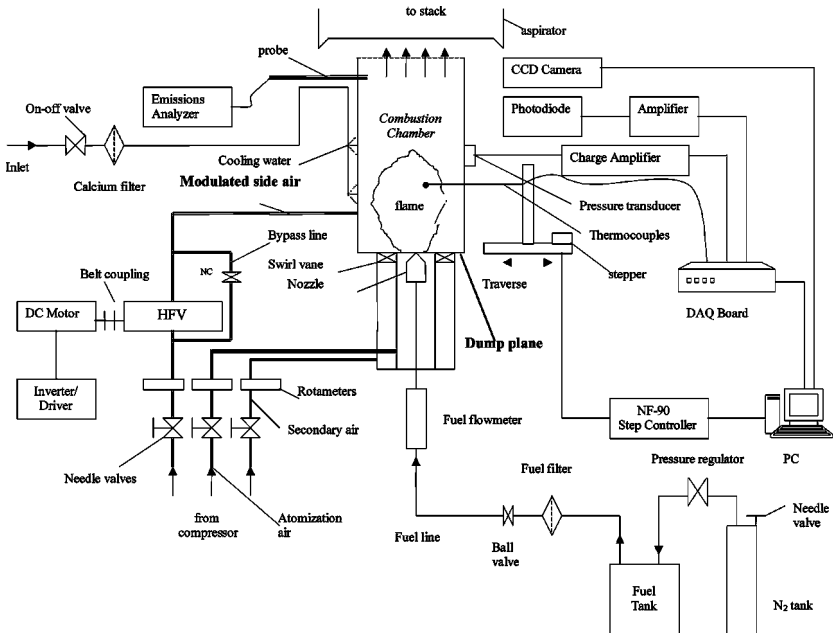 to stack
aspirator
probe
CCD Camera
Emissions
Analyzer
On-off valve
Combustion
Chamber
Photodiode
Amplifier
Inlet
Cooling water
Charge Amplifier
Calcium filter
Modulated side air
flame
Pressure transducer
Bypass line
Thermocouples
Swirl vane
stepper
Belt coupling
NC
Nozzle
Traverse
DC Motor
HFV
DAQ Board
Dump plane
Inverter/
Driver
Rotameters
NF-90
Step Controller
Secondary air
Fuel flowmeter
Needle valves
Fuel filter
Pressure regulator
PC
from
compressor
Atomization
air
Fuel line
Ball
valve
Needle
valve
Fuel
Tank
N2 tank